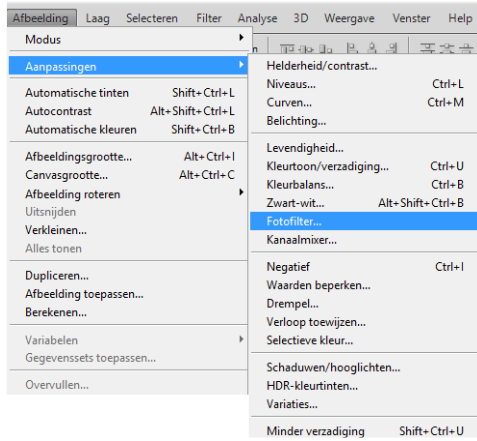 Afbeelding Laag Selecteren Filter Analyse 3D Weergave Venster Help
Modus
Aanpassingen
Automatische tinten Shift+Ctrl+L
Autocontrast Alt+Shift+Ctrl+L
Automatische kleuren Shift+Ctrl+B
Afbeeldingsgrootte... Alt+Ctrl+I
Canvasgrootte... Alt+Ctrl+C
Afbeelding roteren
Uitsnijden
Verkleinen...
Alles tonen
Dupliceren...
Afbeelding toepassen...
Berekenen...
Variabelen
Gegevenssets toepassen...
Overvullen...
Helderheid/contrast...
Niveaus... Ctrl+L
Curven... Ctrl+M
Belichting...
Levendigheid...
Kleurtoon/verzadiging... Ctrl+U
Kleurbalans... Ctrl+B
Zwart-wit... Alt+Shift+Ctrl+B
Fotofilter...
Kanaalmixer...
Negatief Ctrl+I
Waarden beperken...
Drempel...
Verloop toewijzen...
Selectieve kleur...
Schaduwen/hooglichten...
HDR-kleurtinten...
Variaties...
Minder verzadiging Shift+Ctrl+U